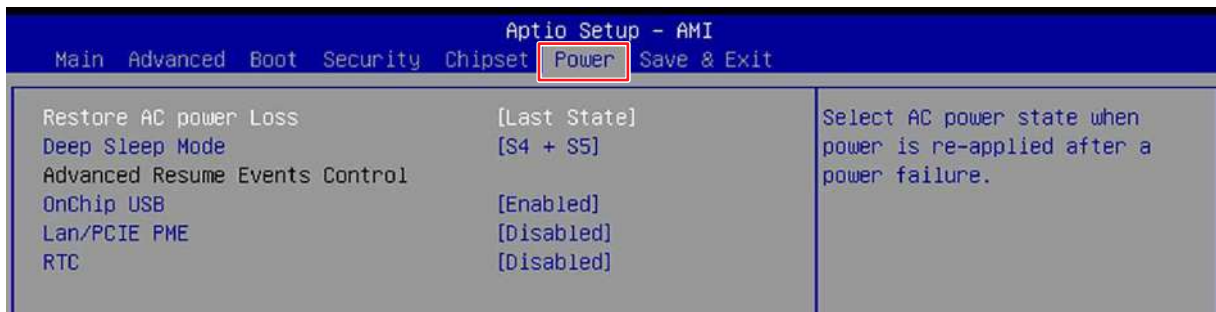 Aptio Setup - AMI
Main Advanced Boot Security Chipset Power Save & Exit
Restore AC power Loss [Last State]
Deep Sleep Mode [S4 + S5]
Advanced Resume Events Control
OnChip USB [Enabled]
Lan/PCIE PME [Disabled]
RTC [Disabled]
Select AC power state when
power is re-applied after a
power failure.